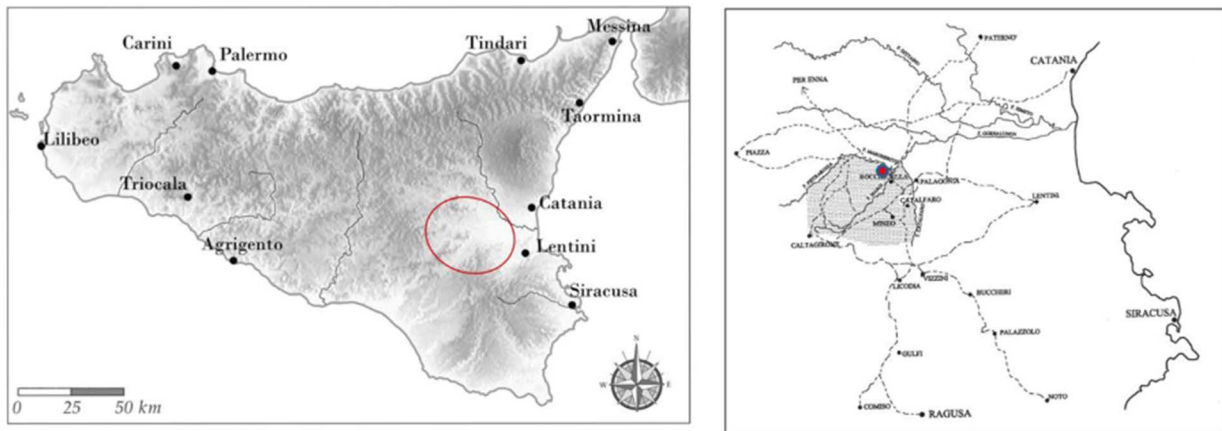 Messina
Carini
Tindari
Palermo
Taormina
Lilibeo
Triocala
Catania
Agrigento
Lentini
Siracusa
N
W E
S
0 25 50 km
PATERNO'
CATANIA
PER ENNA
PIAZZA
PALAGONIA
CATALFARO
LENTINI
MINEO
CALTAGIRONE
LICODIA
VIZZINI
BUCCHERI
SIRACUSA
PALAZZOLO
GULFI
COMISO
RAGUSA
NOTO